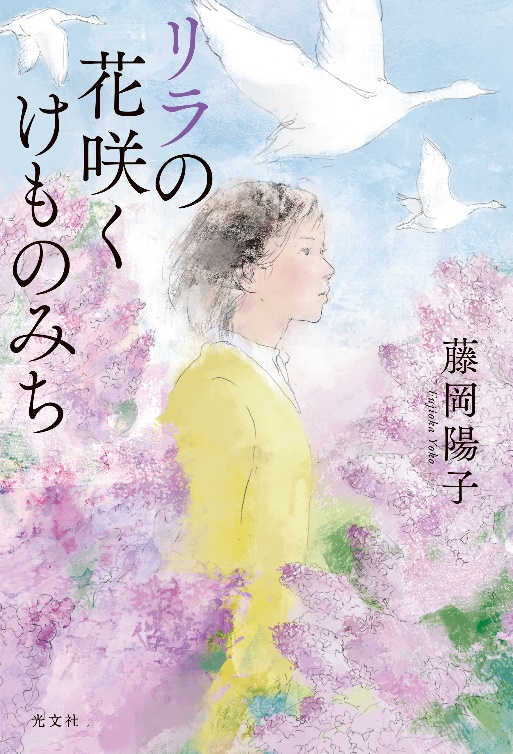 リラの
花咲く
けものみち
藤岡陽子
Fujioka Yoko
光文社